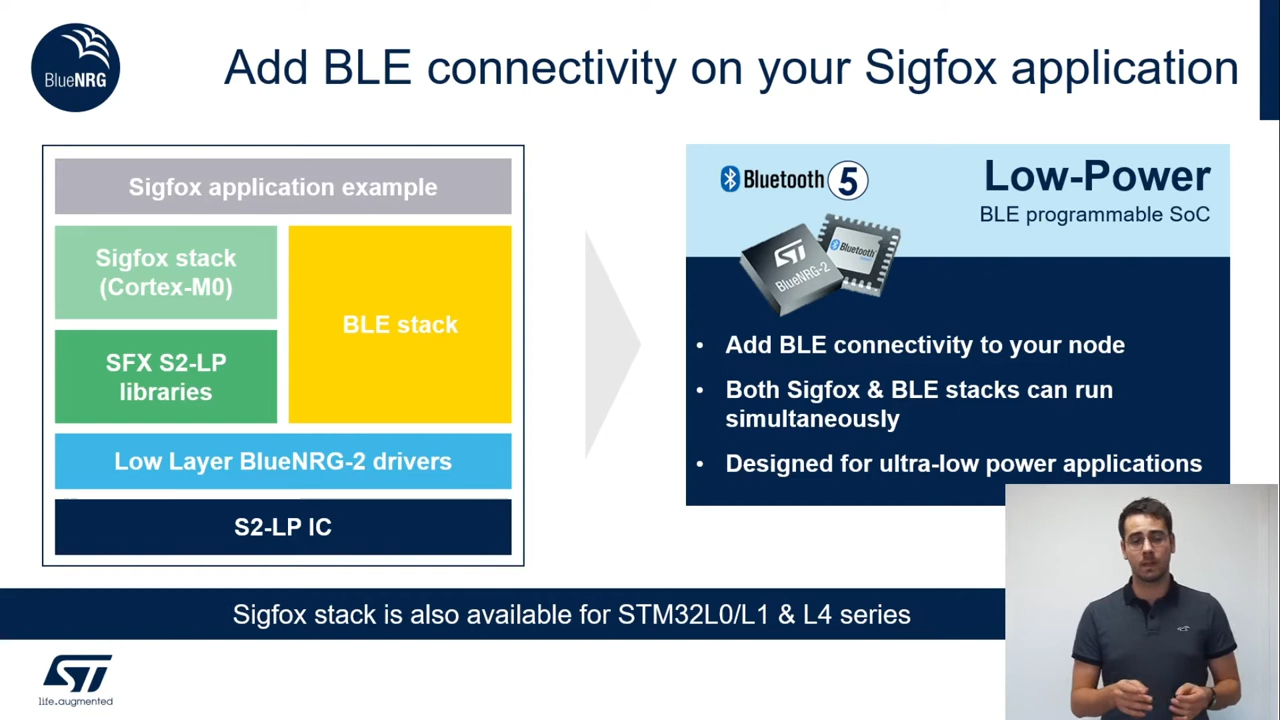 BlueNRG
Add BLE connectivity on your Sigfox application
Sigfox application example
Sigfox stack
(Cortex-M0)
SFX S2-LP
libraries
BLE stack
Low Layer BlueNRG-2 drivers
S2-LP IC
Bluetooth 5
Low-Power
BLE programmable SoC
ST
BlueNRG-2
Bluetooth
• Add BLE connectivity to your node
• Both Sigfox & BLE stacks can run
simultaneously
• Designed for ultra-low power applications
Sigfox stack is also available for STM32L0/L1 & L4 series
ST
life.augmented